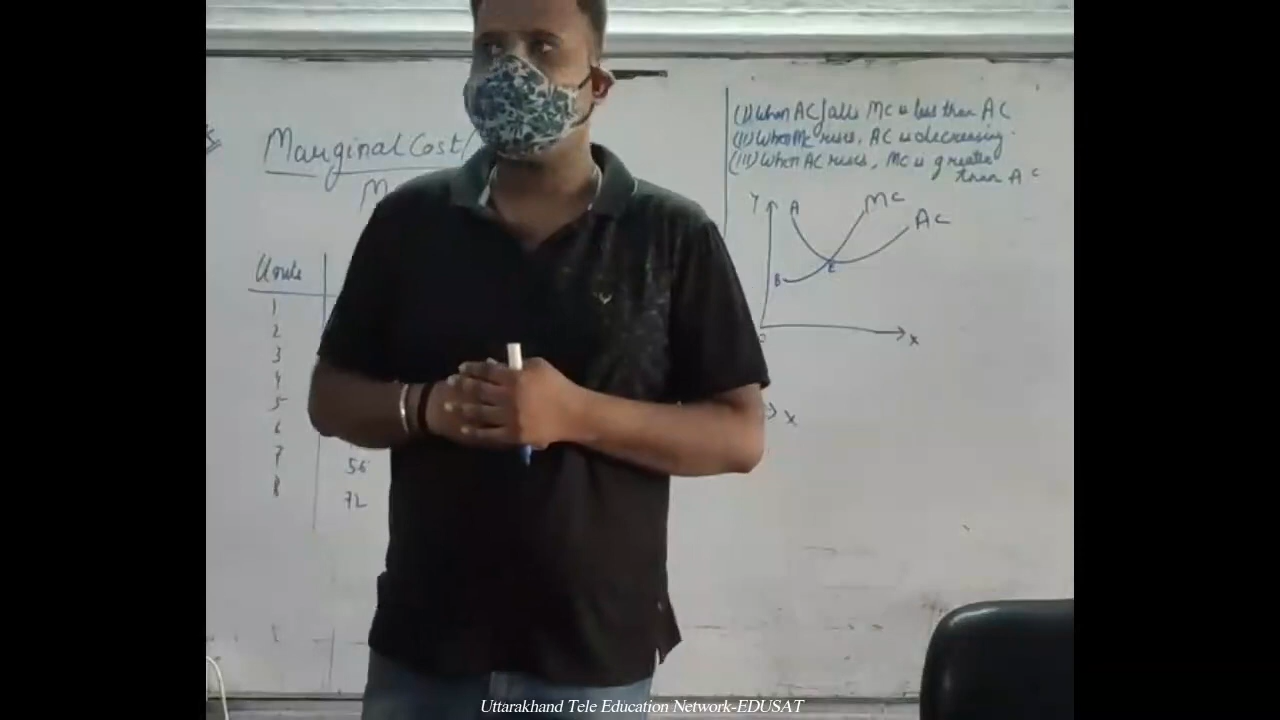 Marginal Cost/
M
Units
1
2
3
4
5
6
7
56
8
72
(I) When AC falls MC is less than AC
(II) When MC rises, AC is decreasing.
(III) When AC rises, MC is greater
than AC
Y
A
MC
AC
B
E
O
X
X
Uttarakhand Tele Education Network-EDUSAT